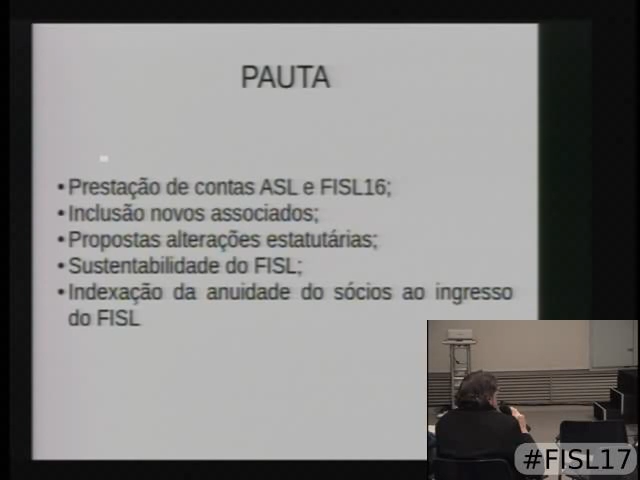 PAUTA
•Prestação de contas ASL e FISL16;
•Inclusão novos associados;
•Propostas alterações estatutárias;
•Sustentabilidade do FISL;
•Indexação da anuidade do sócios ao ingresso
do FISL
#FISL17